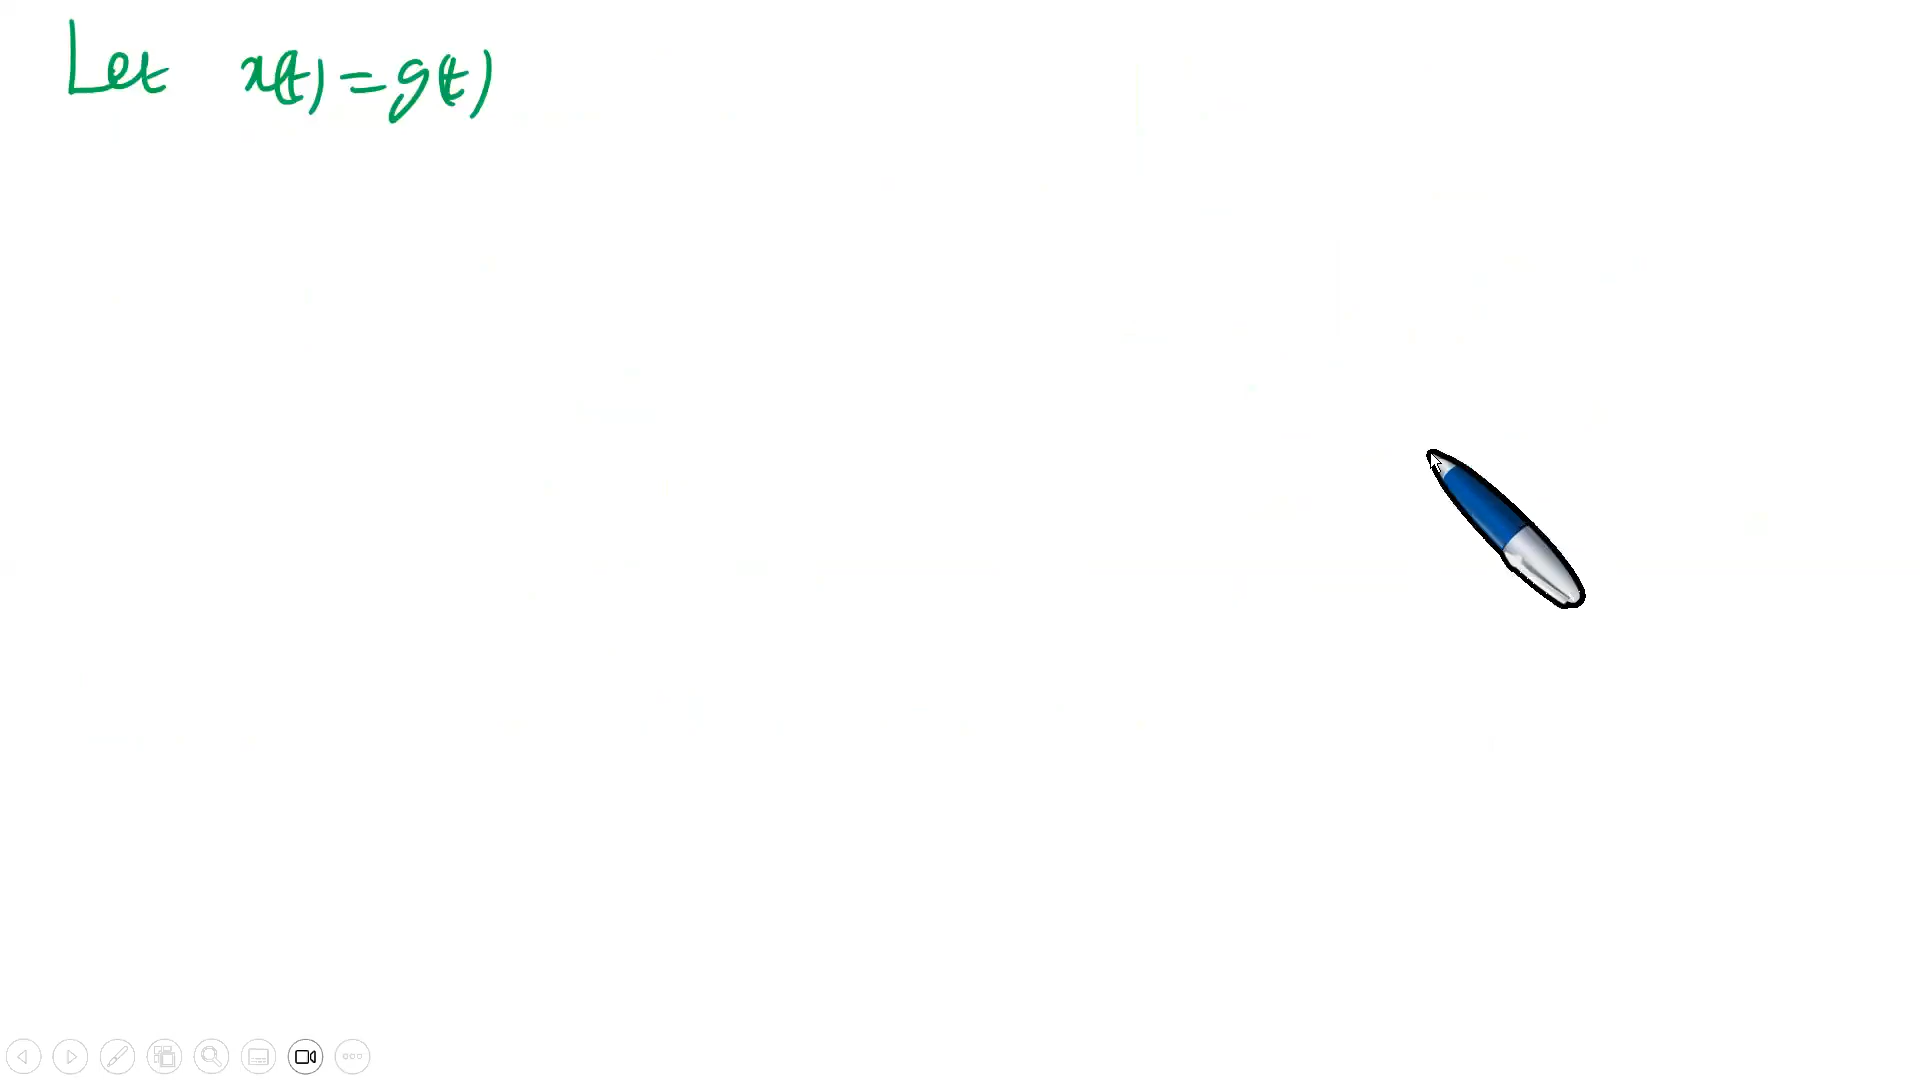 Let x(t) = g(t)